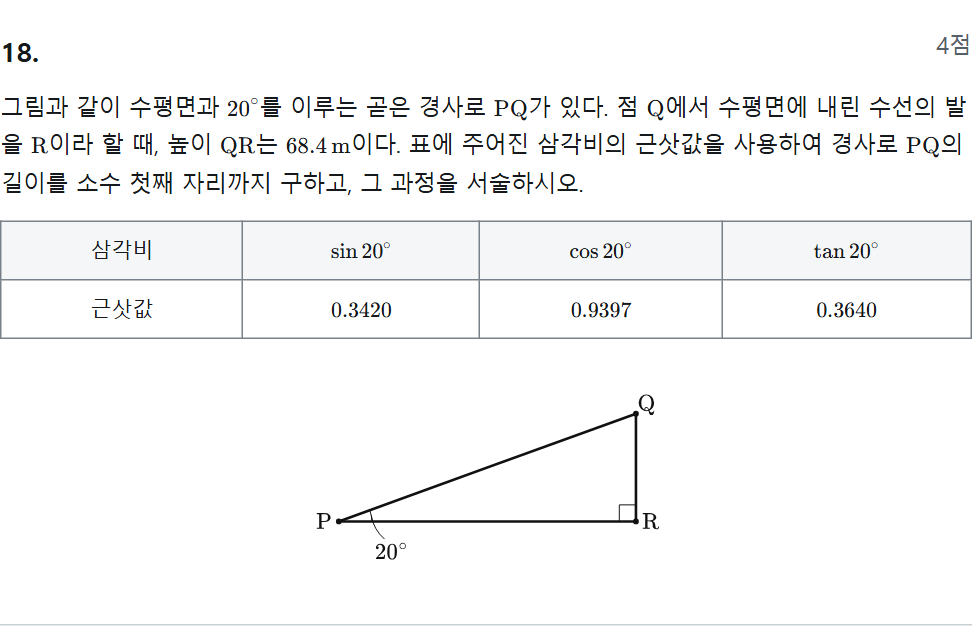 18.
4점
그림과 같이 수평면과 20°를 이루는 곧은 경사로 PQ가 있다. 점 Q에서 수평면에 내린 수선의 발
을 R이라 할 때, 높이 QR는 68.4 m이다. 표에 주어진 삼각비의 근삿값을 사용하여 경사로 PQ의
길이를 소수 첫째 자리까지 구하고, 그 과정을 서술하시오.
삼각비 sin 20° cos 20° tan 20°
근삿값 0.3420 0.9397 0.3640
Q
P
R
20°